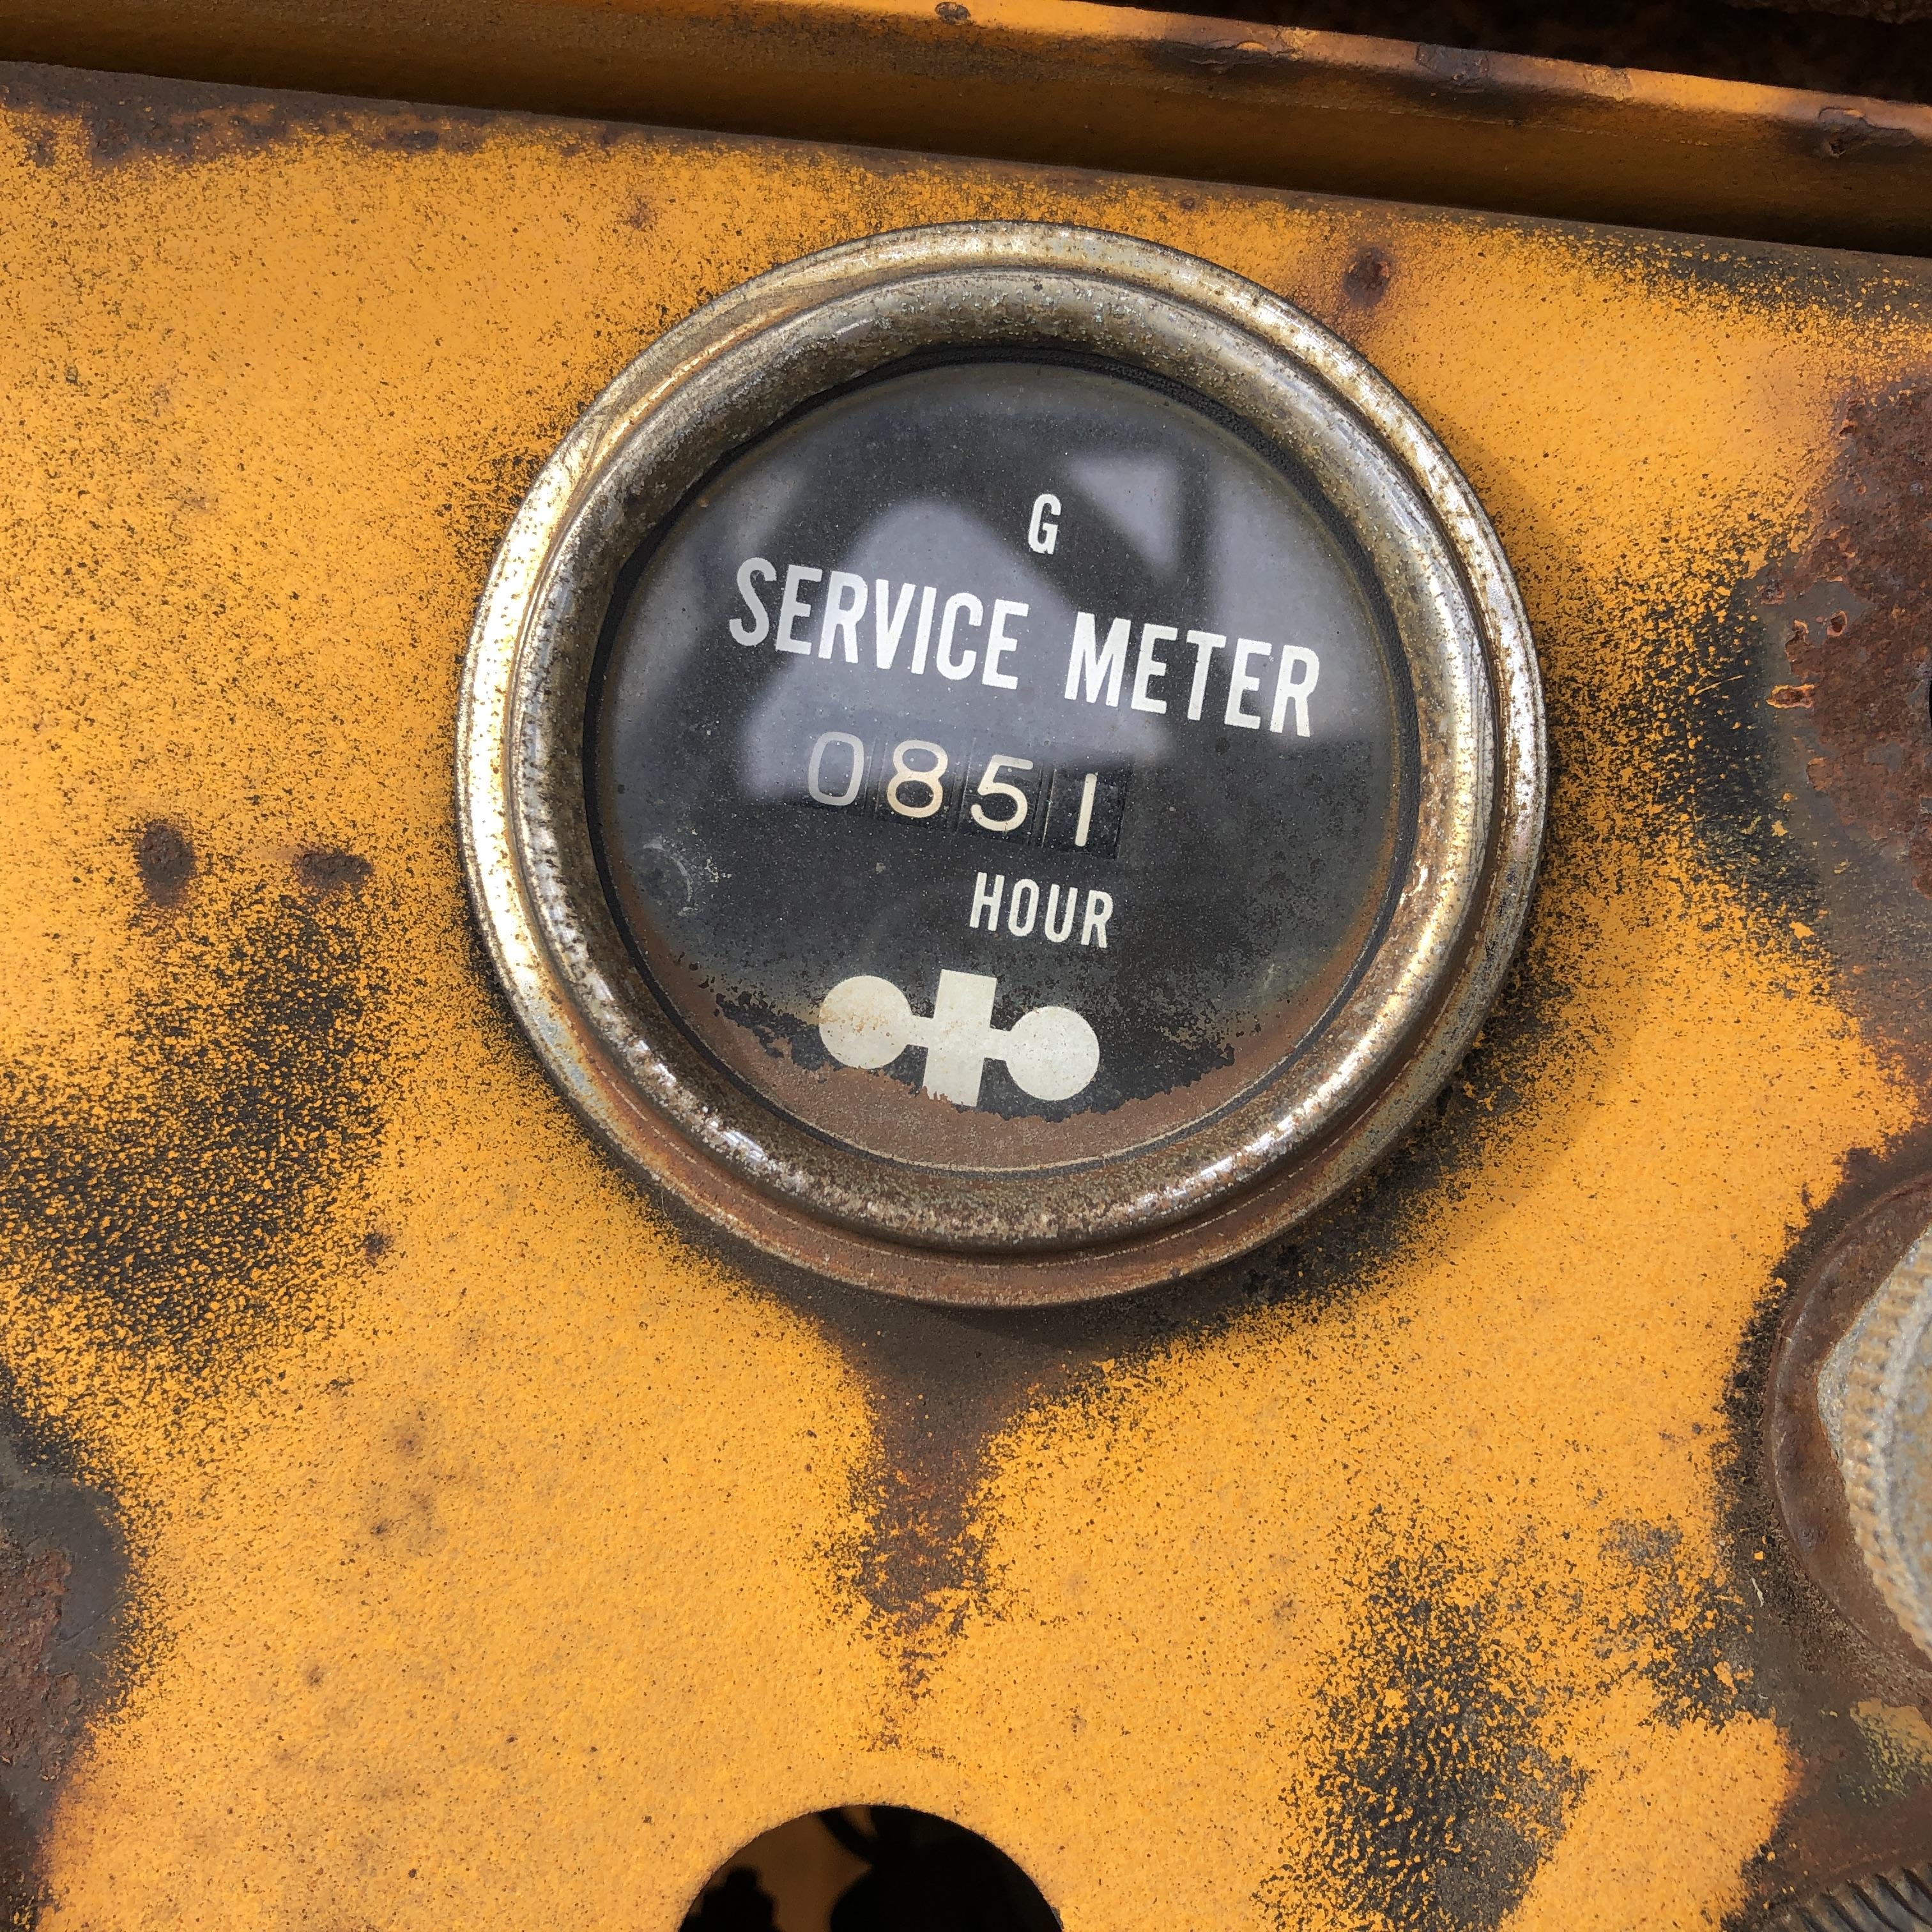 G
SERVICE METER
0851
HOUR